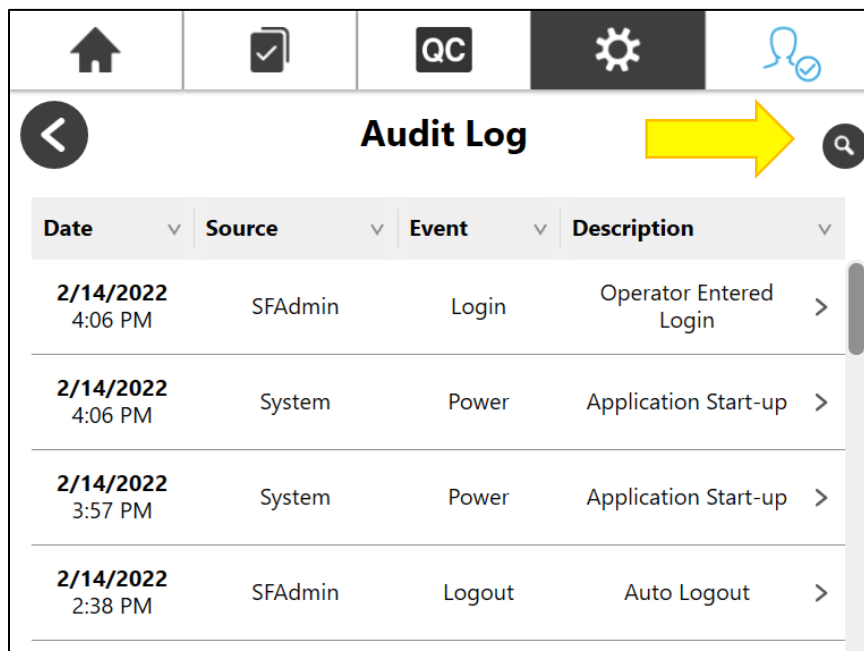 QC
Audit Log
Date Source Event Description
2/14/2022
4:06 PM
SFAdmin
Login
Operator Entered
Login
2/14/2022
4:06 PM
System
Power
Application Start-up
2/14/2022
3:57 PM
System
Power
Application Start-up
2/14/2022
2:38 PM
SFAdmin
Logout
Auto Logout